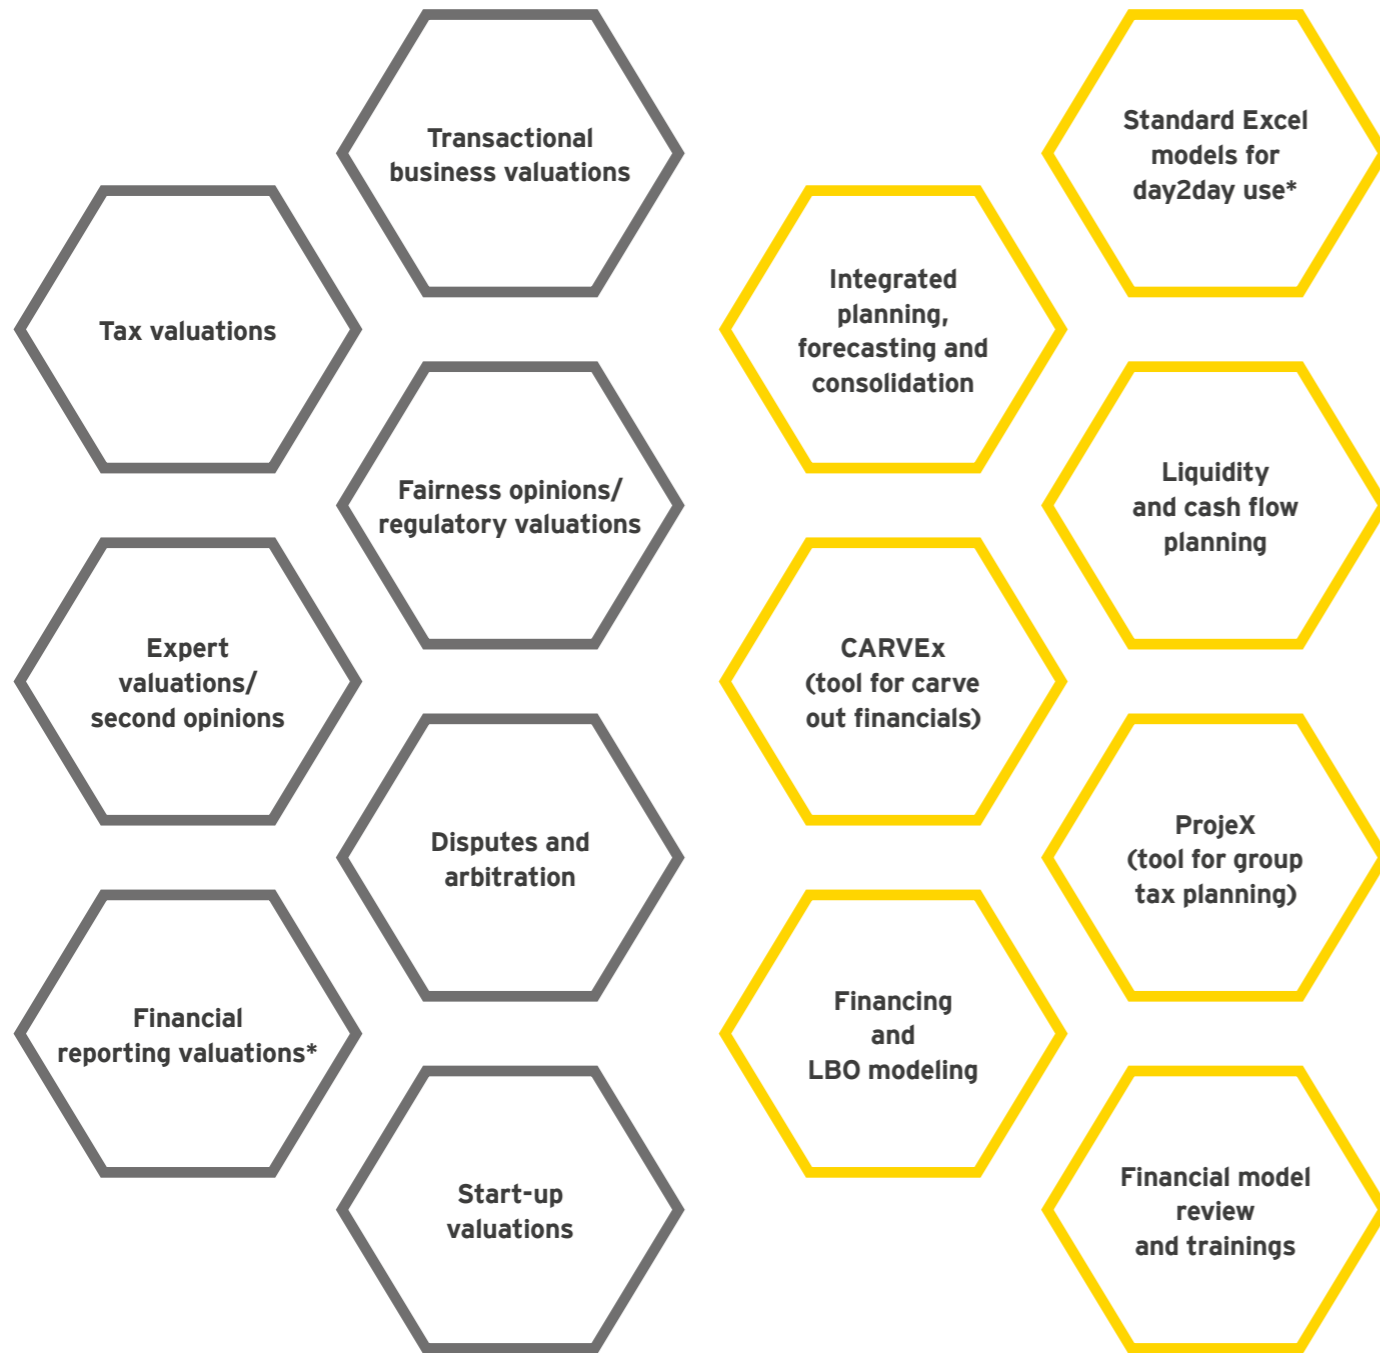 Transactional
business valuations
Tax valuations
Fairness opinions/
regulatory valuations
Expert
valuations/
second opinions
Disputes and
arbitration
Financial
reporting valuations*
Start-up
valuations
Standard Excel
models for
day2day use*
Integrated
planning,
forecasting and
consolidation
Liquidity
and cash flow
planning
CARVEx
(tool for carve
out financials)
ProjeX
(tool for group
tax planning)
Financing
and
LBO modeling
Financial model
review
and trainings